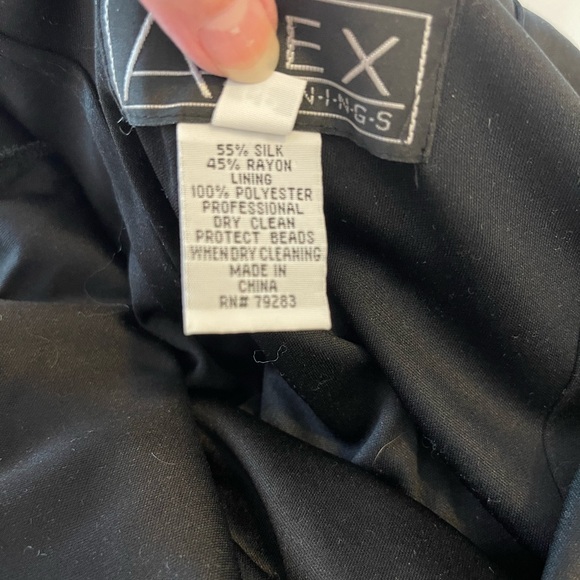 EX
N·I·N·G·S
55% SILK
45% RAYON
LINING
100% POLYESTER
PROFESSIONAL
DRY CLEAN
PROTECT BEADS
WHEN DRY CLEANING
MADE IN
CHINA
RN# 79283